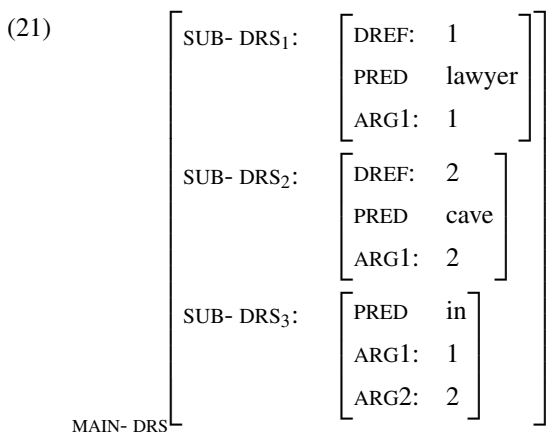 (21)
SUB- DRS1: DREF: 1
PRED lawyer
ARG1: 1
SUB- DRS2: DREF: 2
PRED cave
ARG1: 2
SUB- DRS3: PRED in
ARG1: 1
ARG2: 2
MAIN- DRS